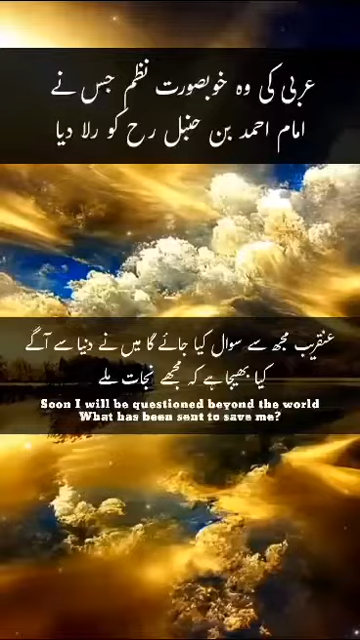 عربی کی وہ خوبصورت نظم جس نے
امام احمد بن حنبل رح کو رلا دیا
عنقریب مجھ سے سوال کیا جائے گا میں نے دنیا سے آگے
کیا بھیجا ہے کہ مجھے نجات ملے
Soon I will be questioned beyond the world
What has been sent to save me?